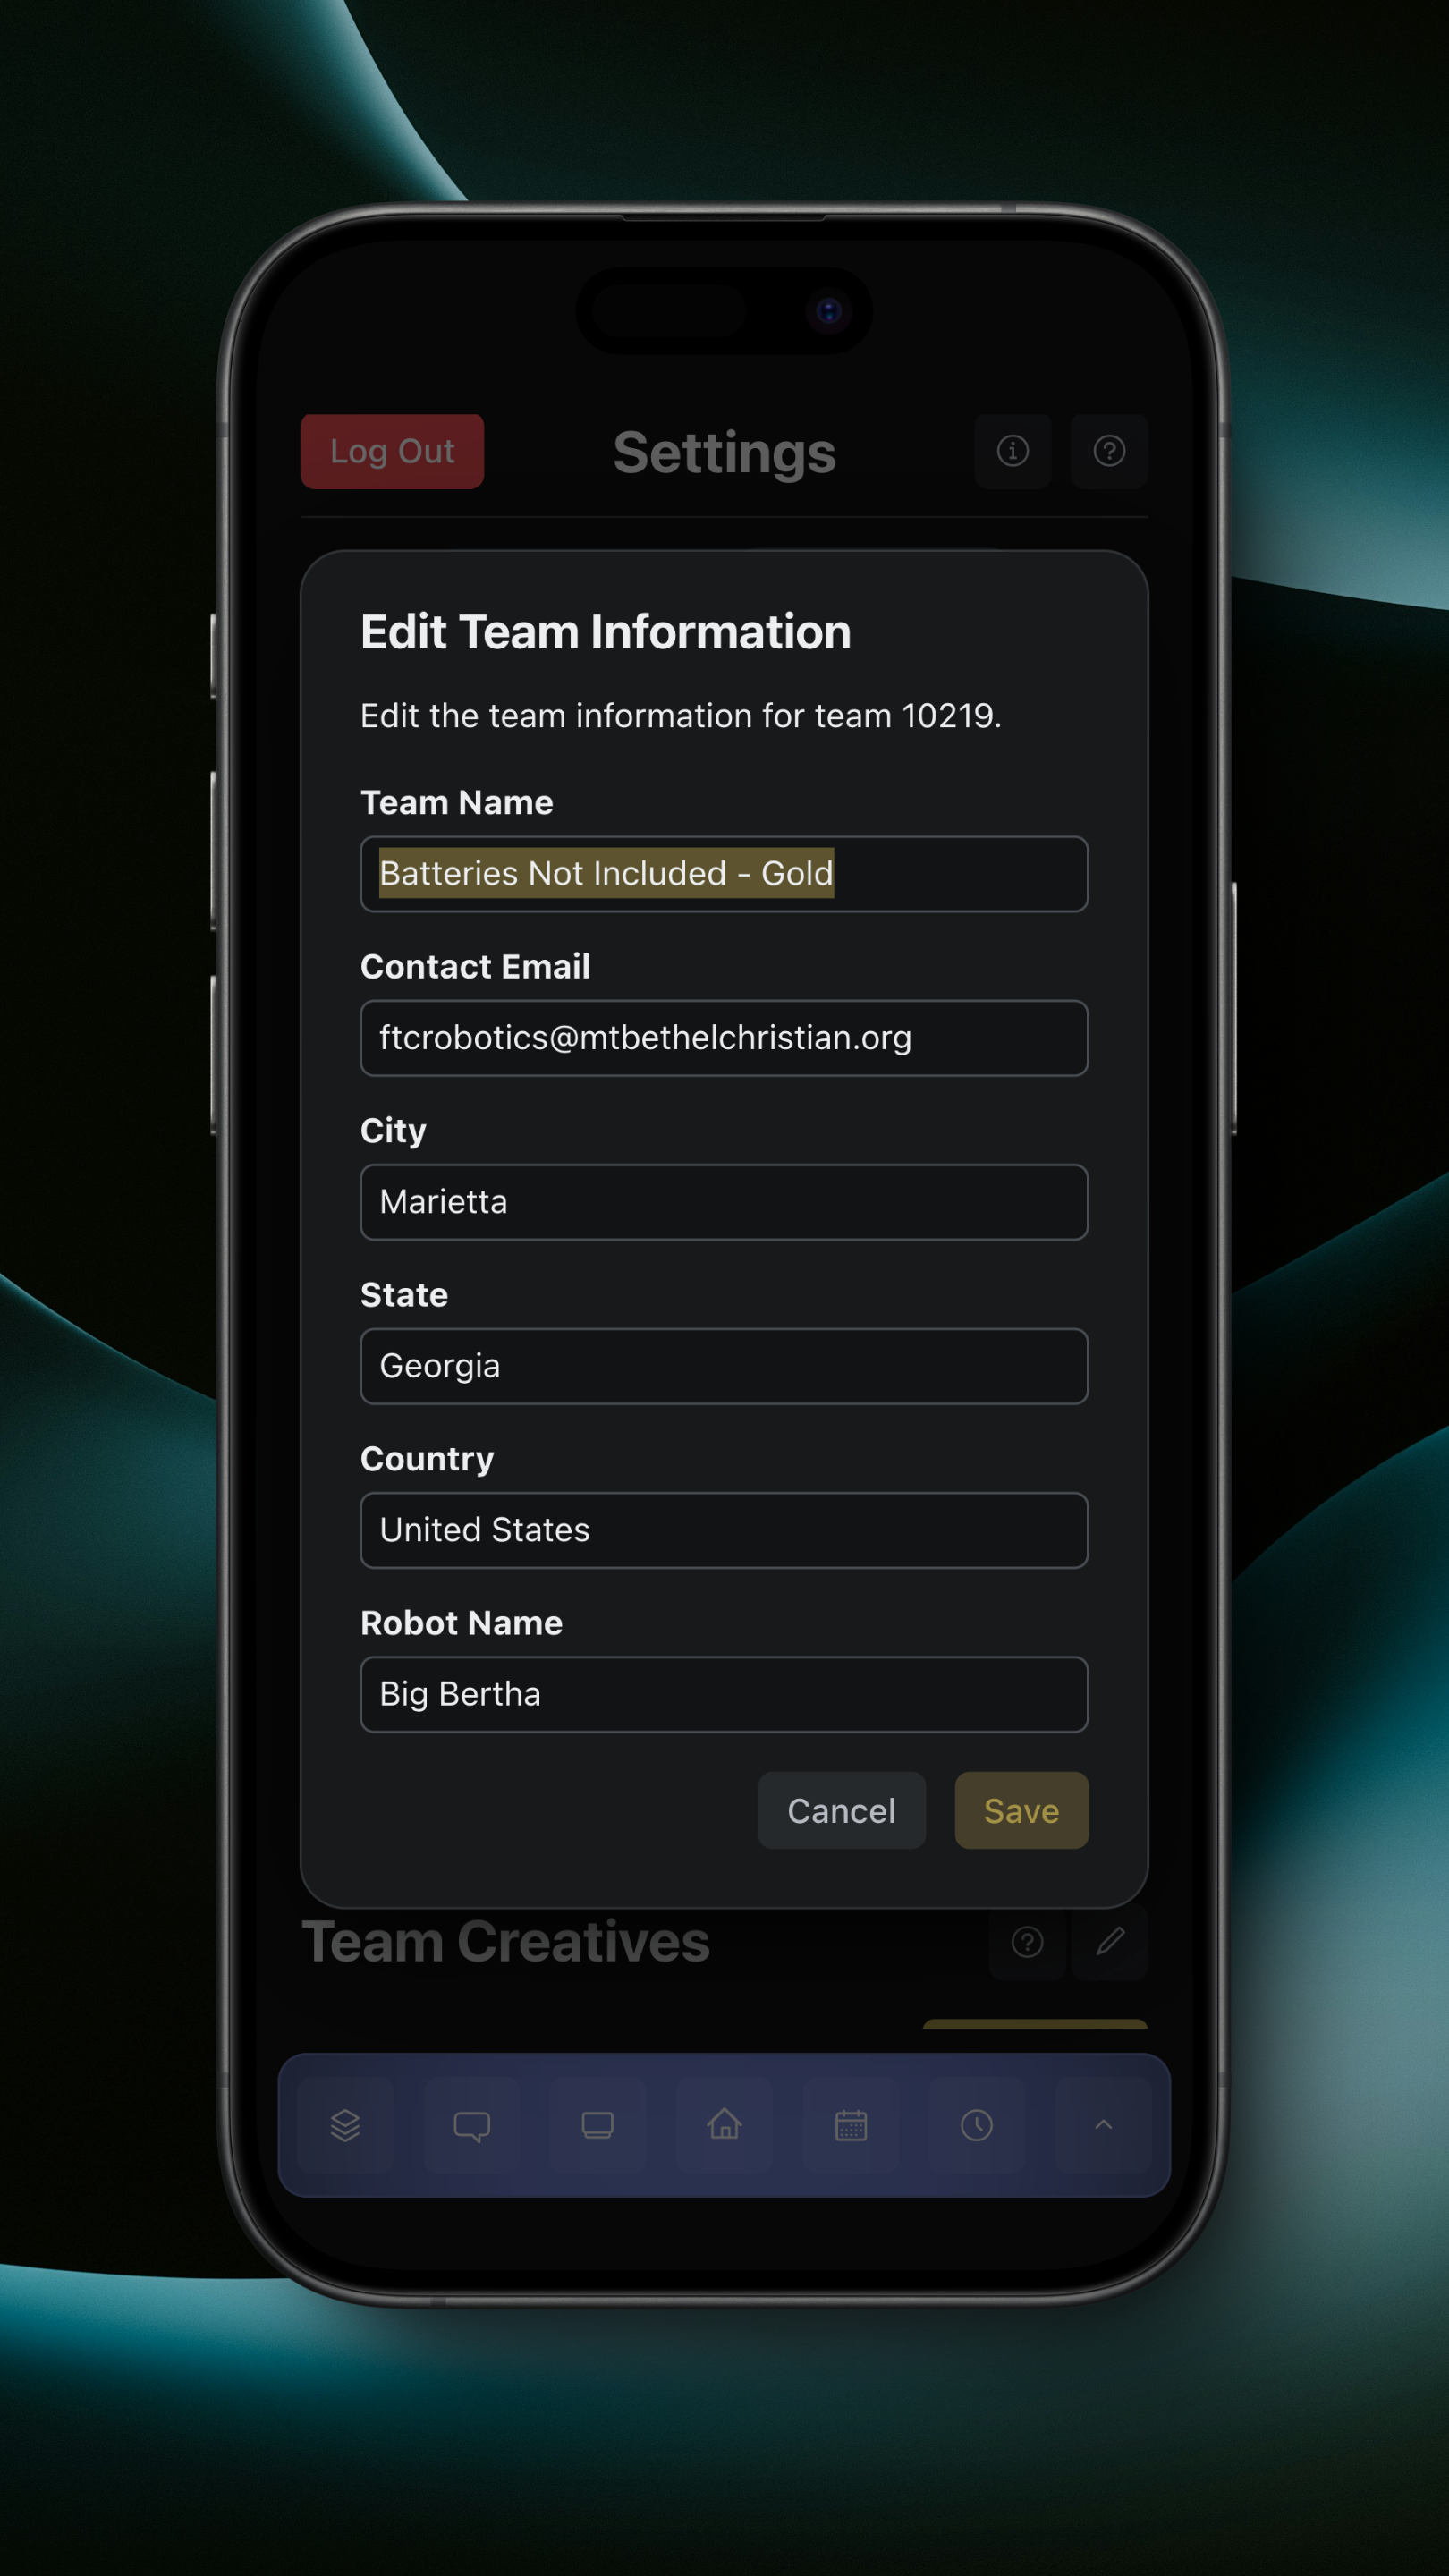 Log Out
Settings
Edit Team Information
Edit the team information for team 10219.
Team Name
Batteries Not Included - Gold
Contact Email
ftcrobotics@mtbethelchristian.org
City
Marietta
State
Georgia
Country
United States
Robot Name
Big Bertha
Cancel
Save
Team Creatives